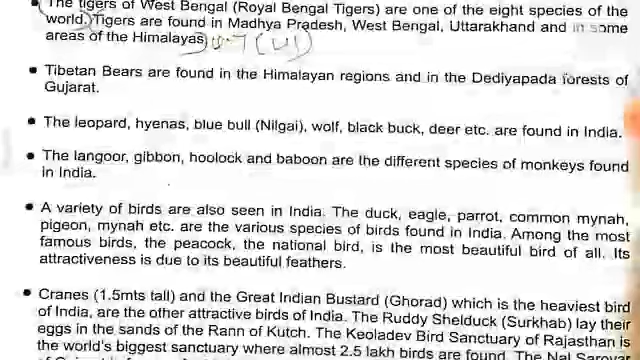 The tigers of West Bengal (Royal Bengal Tigers) are one of the eight species of the
world. Tigers are found in Madhya Pradesh, West Bengal, Uttarakhand and in some
areas of the Himalayas.
• Tibetan Bears are found in the Himalayan regions and in the Dediyapada forests of
Gujarat.
• The leopard, hyenas, blue bull (Nilgai), wolf, black buck, deer etc. are found in India.
• The langoor, gibbon, hoolock and baboon are the different species of monkeys found
in India.
• A variety of birds are also seen in India. The duck, eagle, parrot, common mynah,
pigeon, mynah etc. are the various species of birds found in India. Among the most
famous birds, the peacock, the national bird, is the most beautiful bird of all. Its
attractiveness is due to its beautiful feathers.
• Cranes (1.5mts tall) and the Great Indian Bustard (Ghorad) which is the heaviest bird
of India, are the other attractive birds of India. The Ruddy Shelduck (Surkhab) lay their
eggs in the sands of the Rann of Kutch. The Keoladev Bird Sanctuary of Rajasthan is
the world's biggest sanctuary where almost 2.5 lakh birds are found. The Nal Sarovar